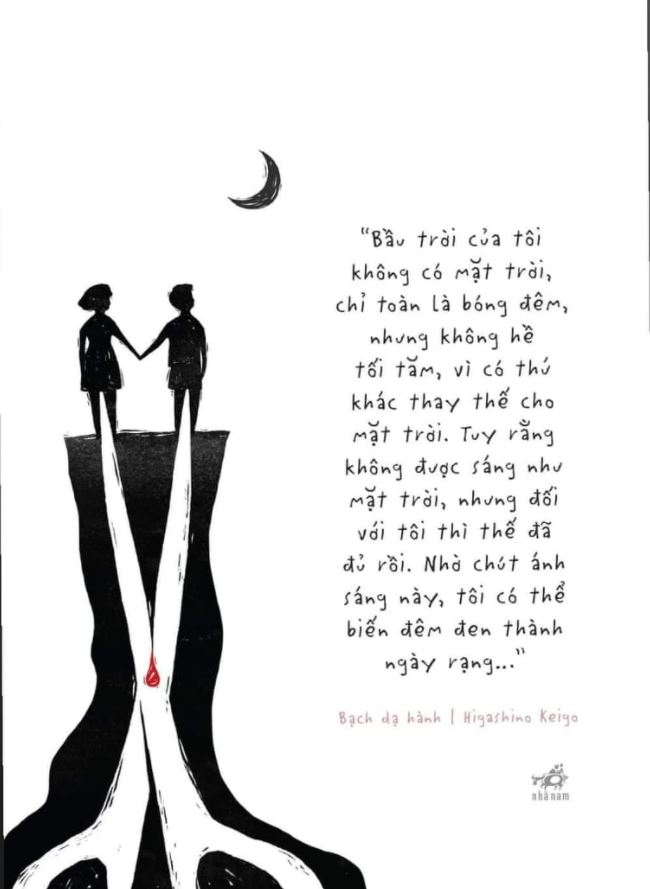 “Bầu trời của tôi
không có mặt trời,
chỉ toàn là bóng đêm,
nhưng không hề
tối tăm, vì có thứ
khác thay thế cho
mặt trời. Tuy rằng
không được sáng như
mặt trời, nhưng đối
với tôi thì thế đã
đủ rồi. Nhờ chút ánh
sáng này, tôi có thể
biến đêm đen thành
ngày rạng...”
Bạch dạ hành | Higashino Keigo
nhã nam